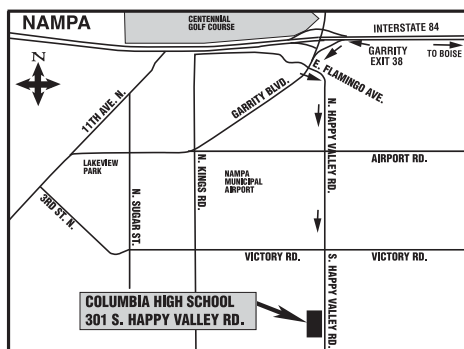 NAMPA
CENTENNIAL
GOLF COURSE
INTERSTATE 84
GARRITY
EXIT 38
TO BOISE
N
E. FLAMINGO AVE.
GARRITY BLVD.
11TH AVE. N.
N. HAPPY VALLEY RD.
LAKEVIEW
PARK
N. KINGS RD.
NAMPA
MUNICIPAL
AIRPORT
AIRPORT RD.
3RD ST. N.
N. SUGAR ST.
VICTORY RD.
VICTORY RD.
S. HAPPY VALLEY RD.
COLUMBIA HIGH SCHOOL
301 S. HAPPY VALLEY RD.